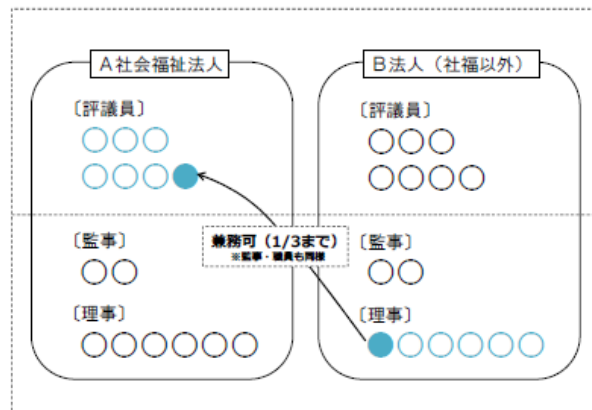 A社会福祉法人
B法人（社福以外）
〔評議員〕
〔評議員〕
兼務可（1/3まで）
※監事・職員も同様
〔監事〕
〔監事〕
〔理事〕
〔理事〕